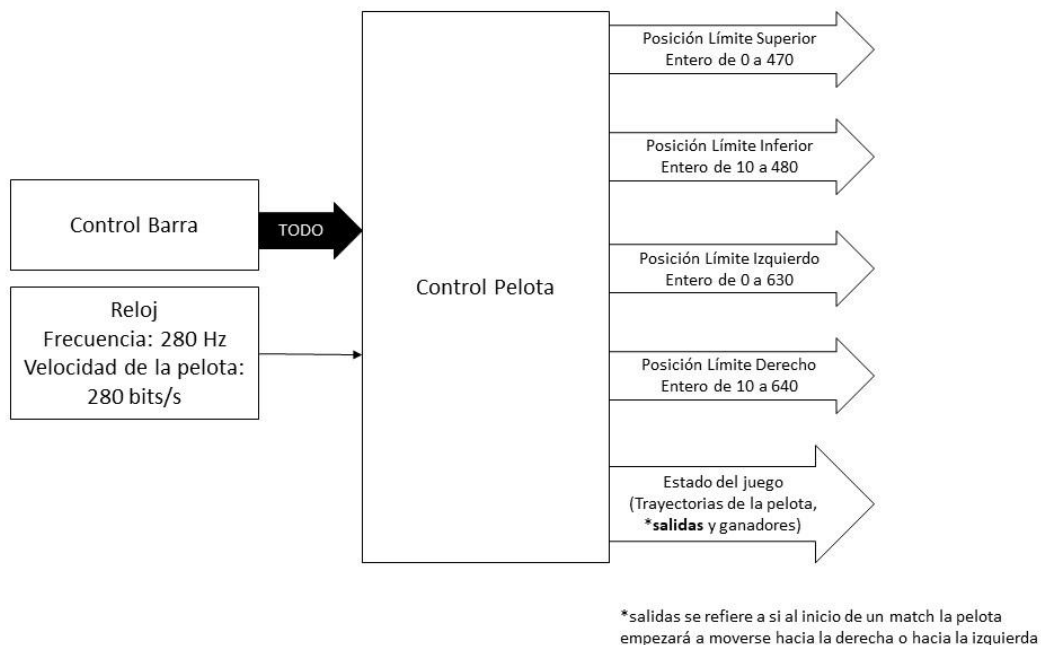 Control Barra
TODO
Reloj
Frecuencia: 280 Hz
Velocidad de la pelota:
280 bits/s
Control Pelota
Posición Límite Superior
Entero de 0 a 470
Posición Límite Inferior
Entero de 10 a 480
Posición Límite Izquierdo
Entero de 0 a 630
Posición Límite Derecho
Entero de 10 a 640
Estado del juego
(Trayectorias de la pelota,
*salidas y ganadores)
*salidas se refiere a si al inicio de un match la pelota
empezará a moverse hacia la derecha o hacia la izquierda